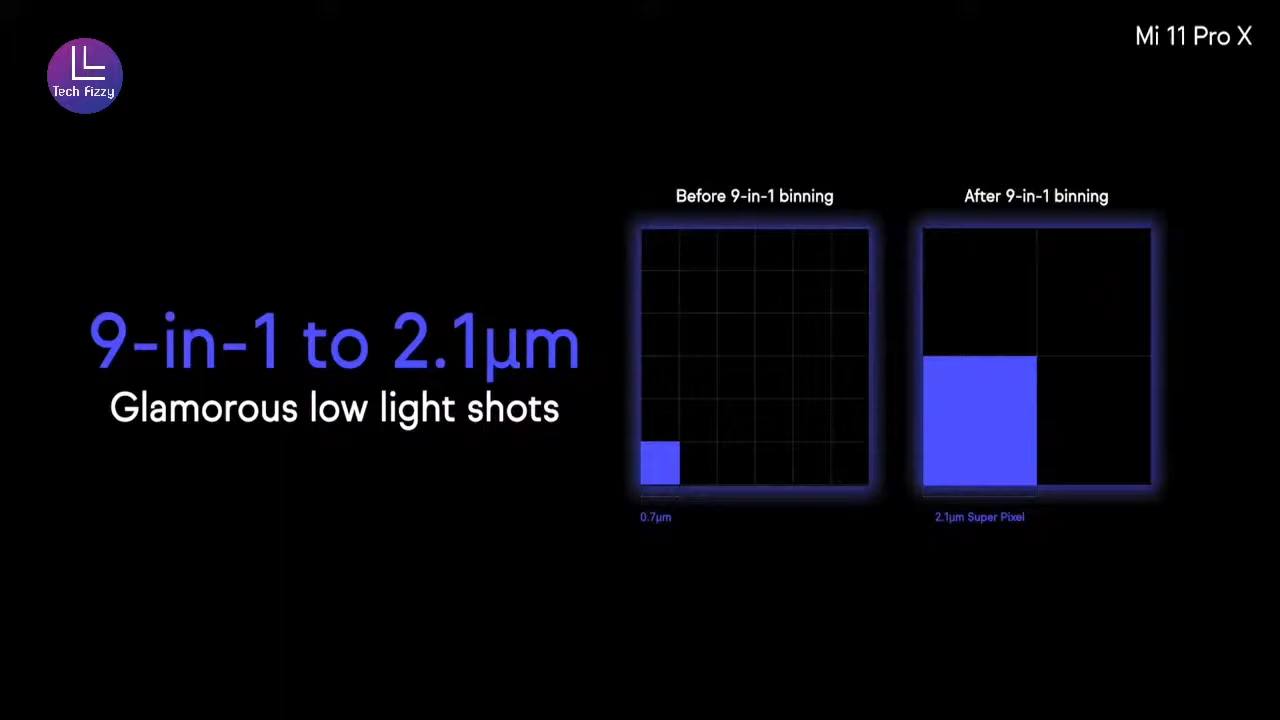 Mi 11 Pro X
Tech Fizzy
Before 9-in-1 binning
After 9-in-1 binning
9-in-1 to 2.1µm
Glamorous low light shots
0.7µm
2.1µm Super Pixel